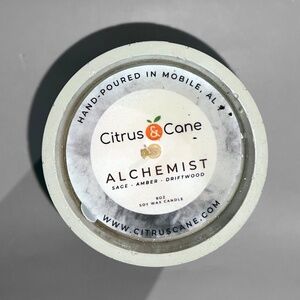 HAND-POURED IN MOBILE, AL
Citrus & Cane
ALCHEMIST
SAGE • AMBER • DRIFTWOOD
8OZ
SOY WAX CANDLE
WWW.CITRUSCANE.COM